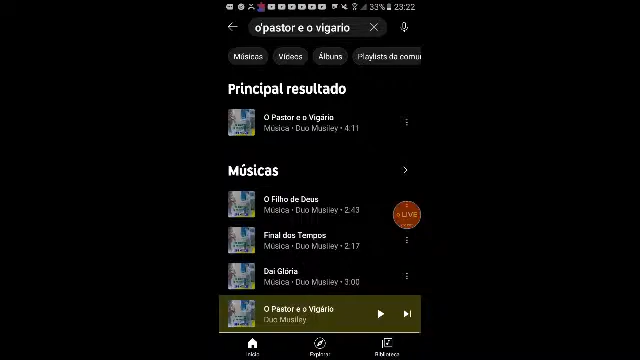 33% 23:22
o'pastor e o vigario
Músicas Vídeos Álbuns Playlists da comu
Principal resultado
O Pastor e o Vigário
Música • Duo Musiley • 4:11
Músicas
O Filho de Deus
Música • Duo Musiley • 2:43
LIVE
Final dos Tempos
Música • Duo Musiley • 2:17
Dai Glória
Música • Duo Musiley • 3:00
O Pastor e o Vigário
Duo Musiley
Início Explorar Biblioteca